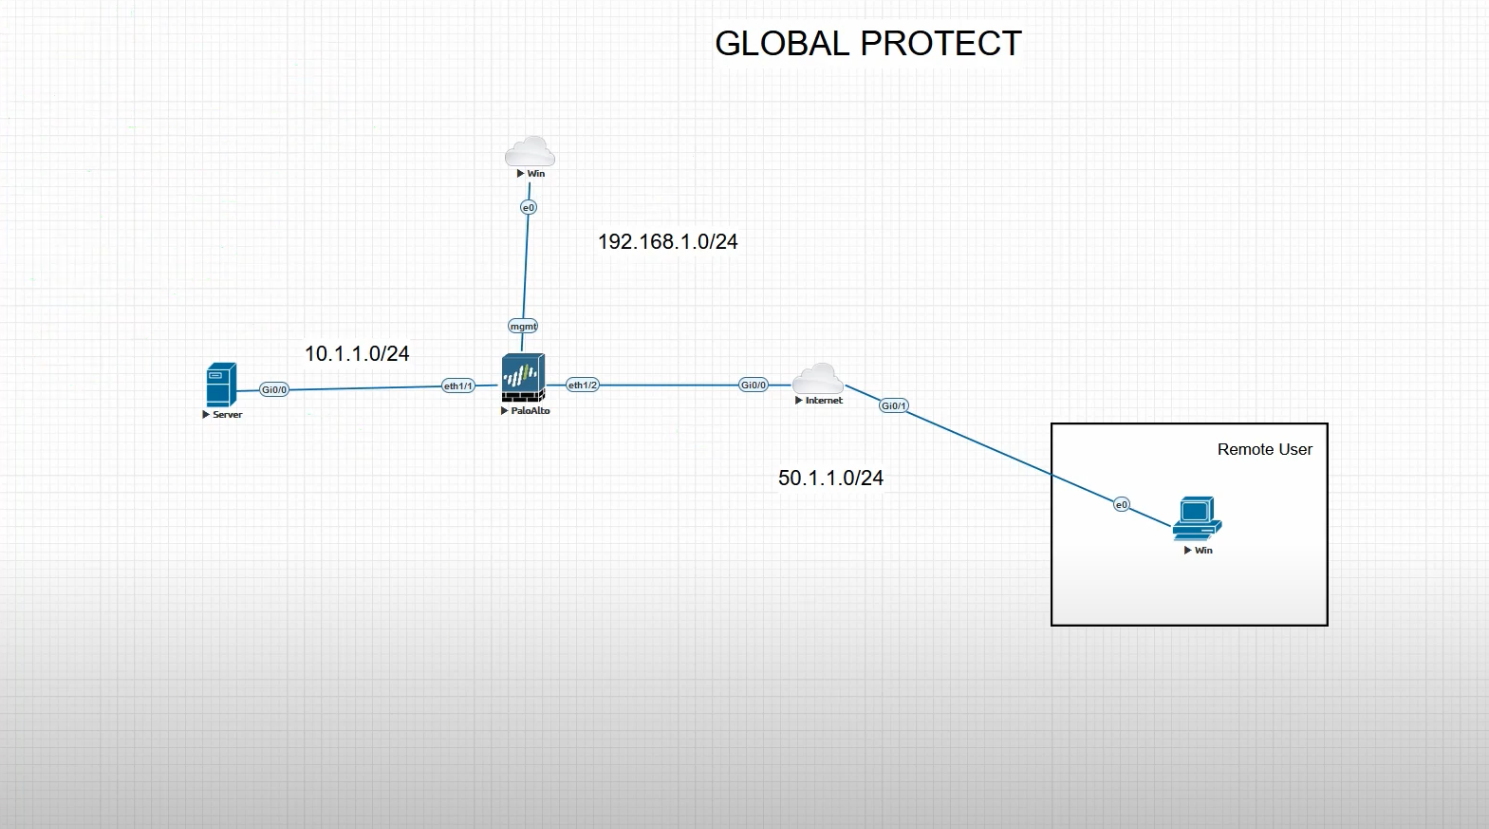 GLOBAL PROTECT
Win
e0
192.168.1.0/24
mgmt
10.1.1.0/24
Gi0/0
eth1/1
eth1/2
Gi0/0
Server
PaloAlto
Internet
Gi0/1
50.1.1.0/24
Remote User
e0
Win